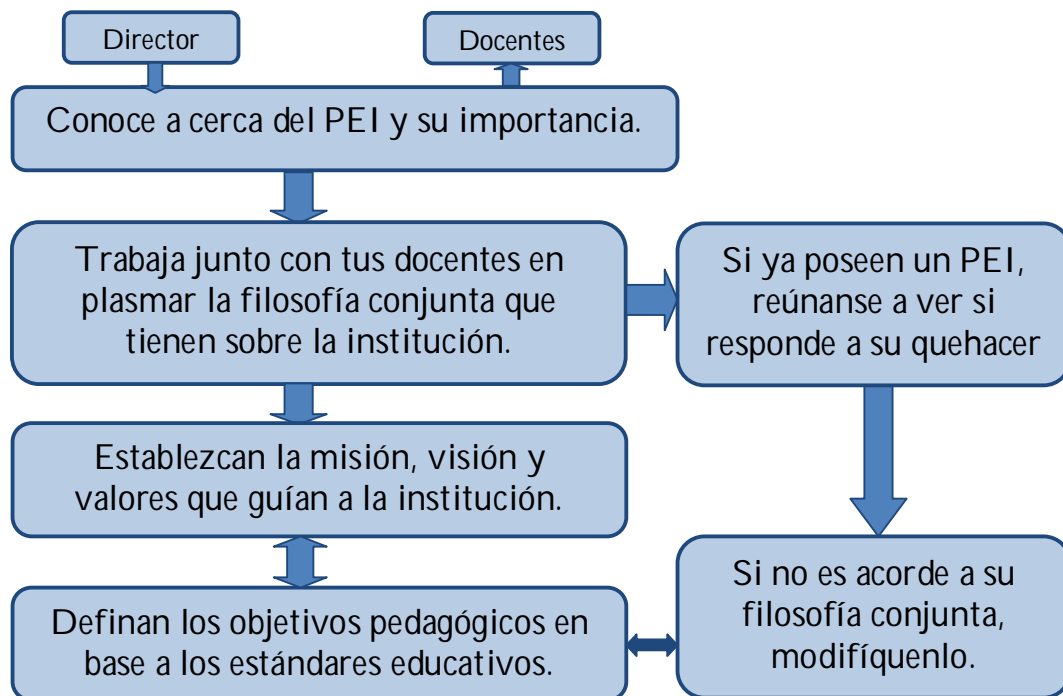 Director
Docentes
Conoce a cerca del PEI y su importancia.
Trabaja junto con tus docentes en
plasmar la filosofía conjunta que
tienen sobre la institución.
Si ya poseen un PEI,
reúnanse a ver si
responde a su quehacer
Establezcan la misión, visión y
valores que guían a la institución.
Si no es acorde a su
filosofía conjunta,
modifíquenlo.
Definan los objetivos pedagógicos en
base a los estándares educativos.